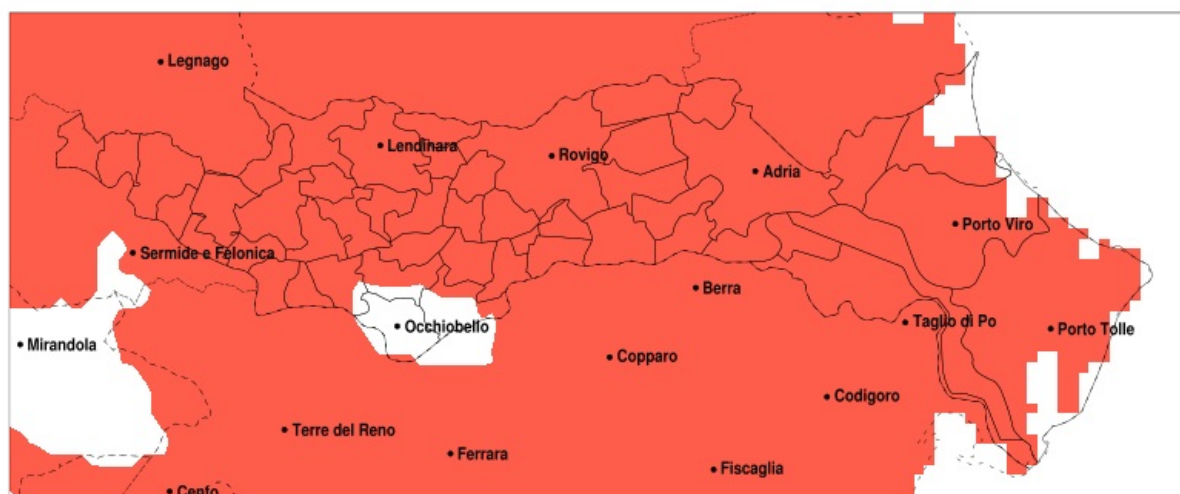 Legnago
Lendinara
Rovigo
Adria
Porto Viro
Sermide e Felonica
Berra
Taglio di Po
Occhiobello
Porto Tolle
Mirandola
Copparo
Codigoro
Terre del Reno
Ferrara
Fiscaglia
Cento